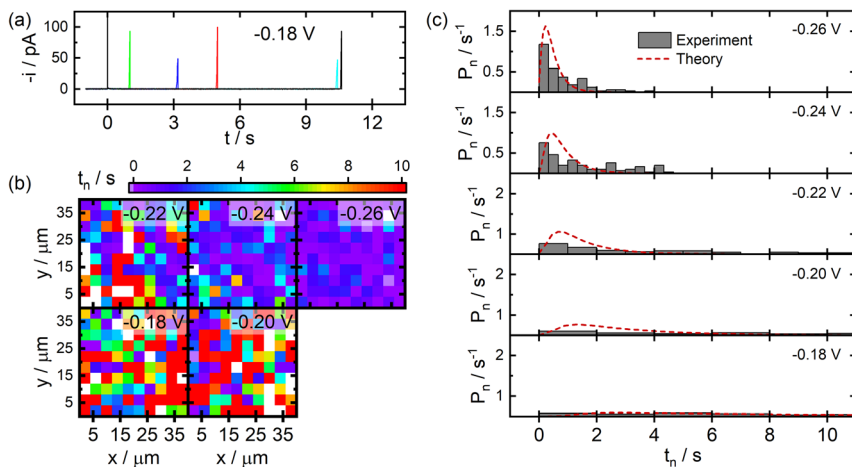 (a)
-0.18 V
-i / pA
100
75
50
25
0
0 3 6 9 12
t / s
(b)
t_n / s
0 2 4 6 8 10
-0.22 V -0.24 V -0.26 V
y / μm
35
25
15
5
-0.18 V -0.20 V
y / μm
35
25
15
5
5 15 25 35 5 15 25 35
x / μm x / μm
(c)
-0.26 V
Experiment
Theory
P_n / s⁻¹
1.5
1.0
0.5
-0.24 V
P_n / s⁻¹
1.5
1.0
0.5
-0.22 V
P_n / s⁻¹
2
1
-0.20 V
P_n / s⁻¹
2
1
-0.18 V
P_n / s⁻¹
2
1
0 2 4 6 8 10
t_n / s